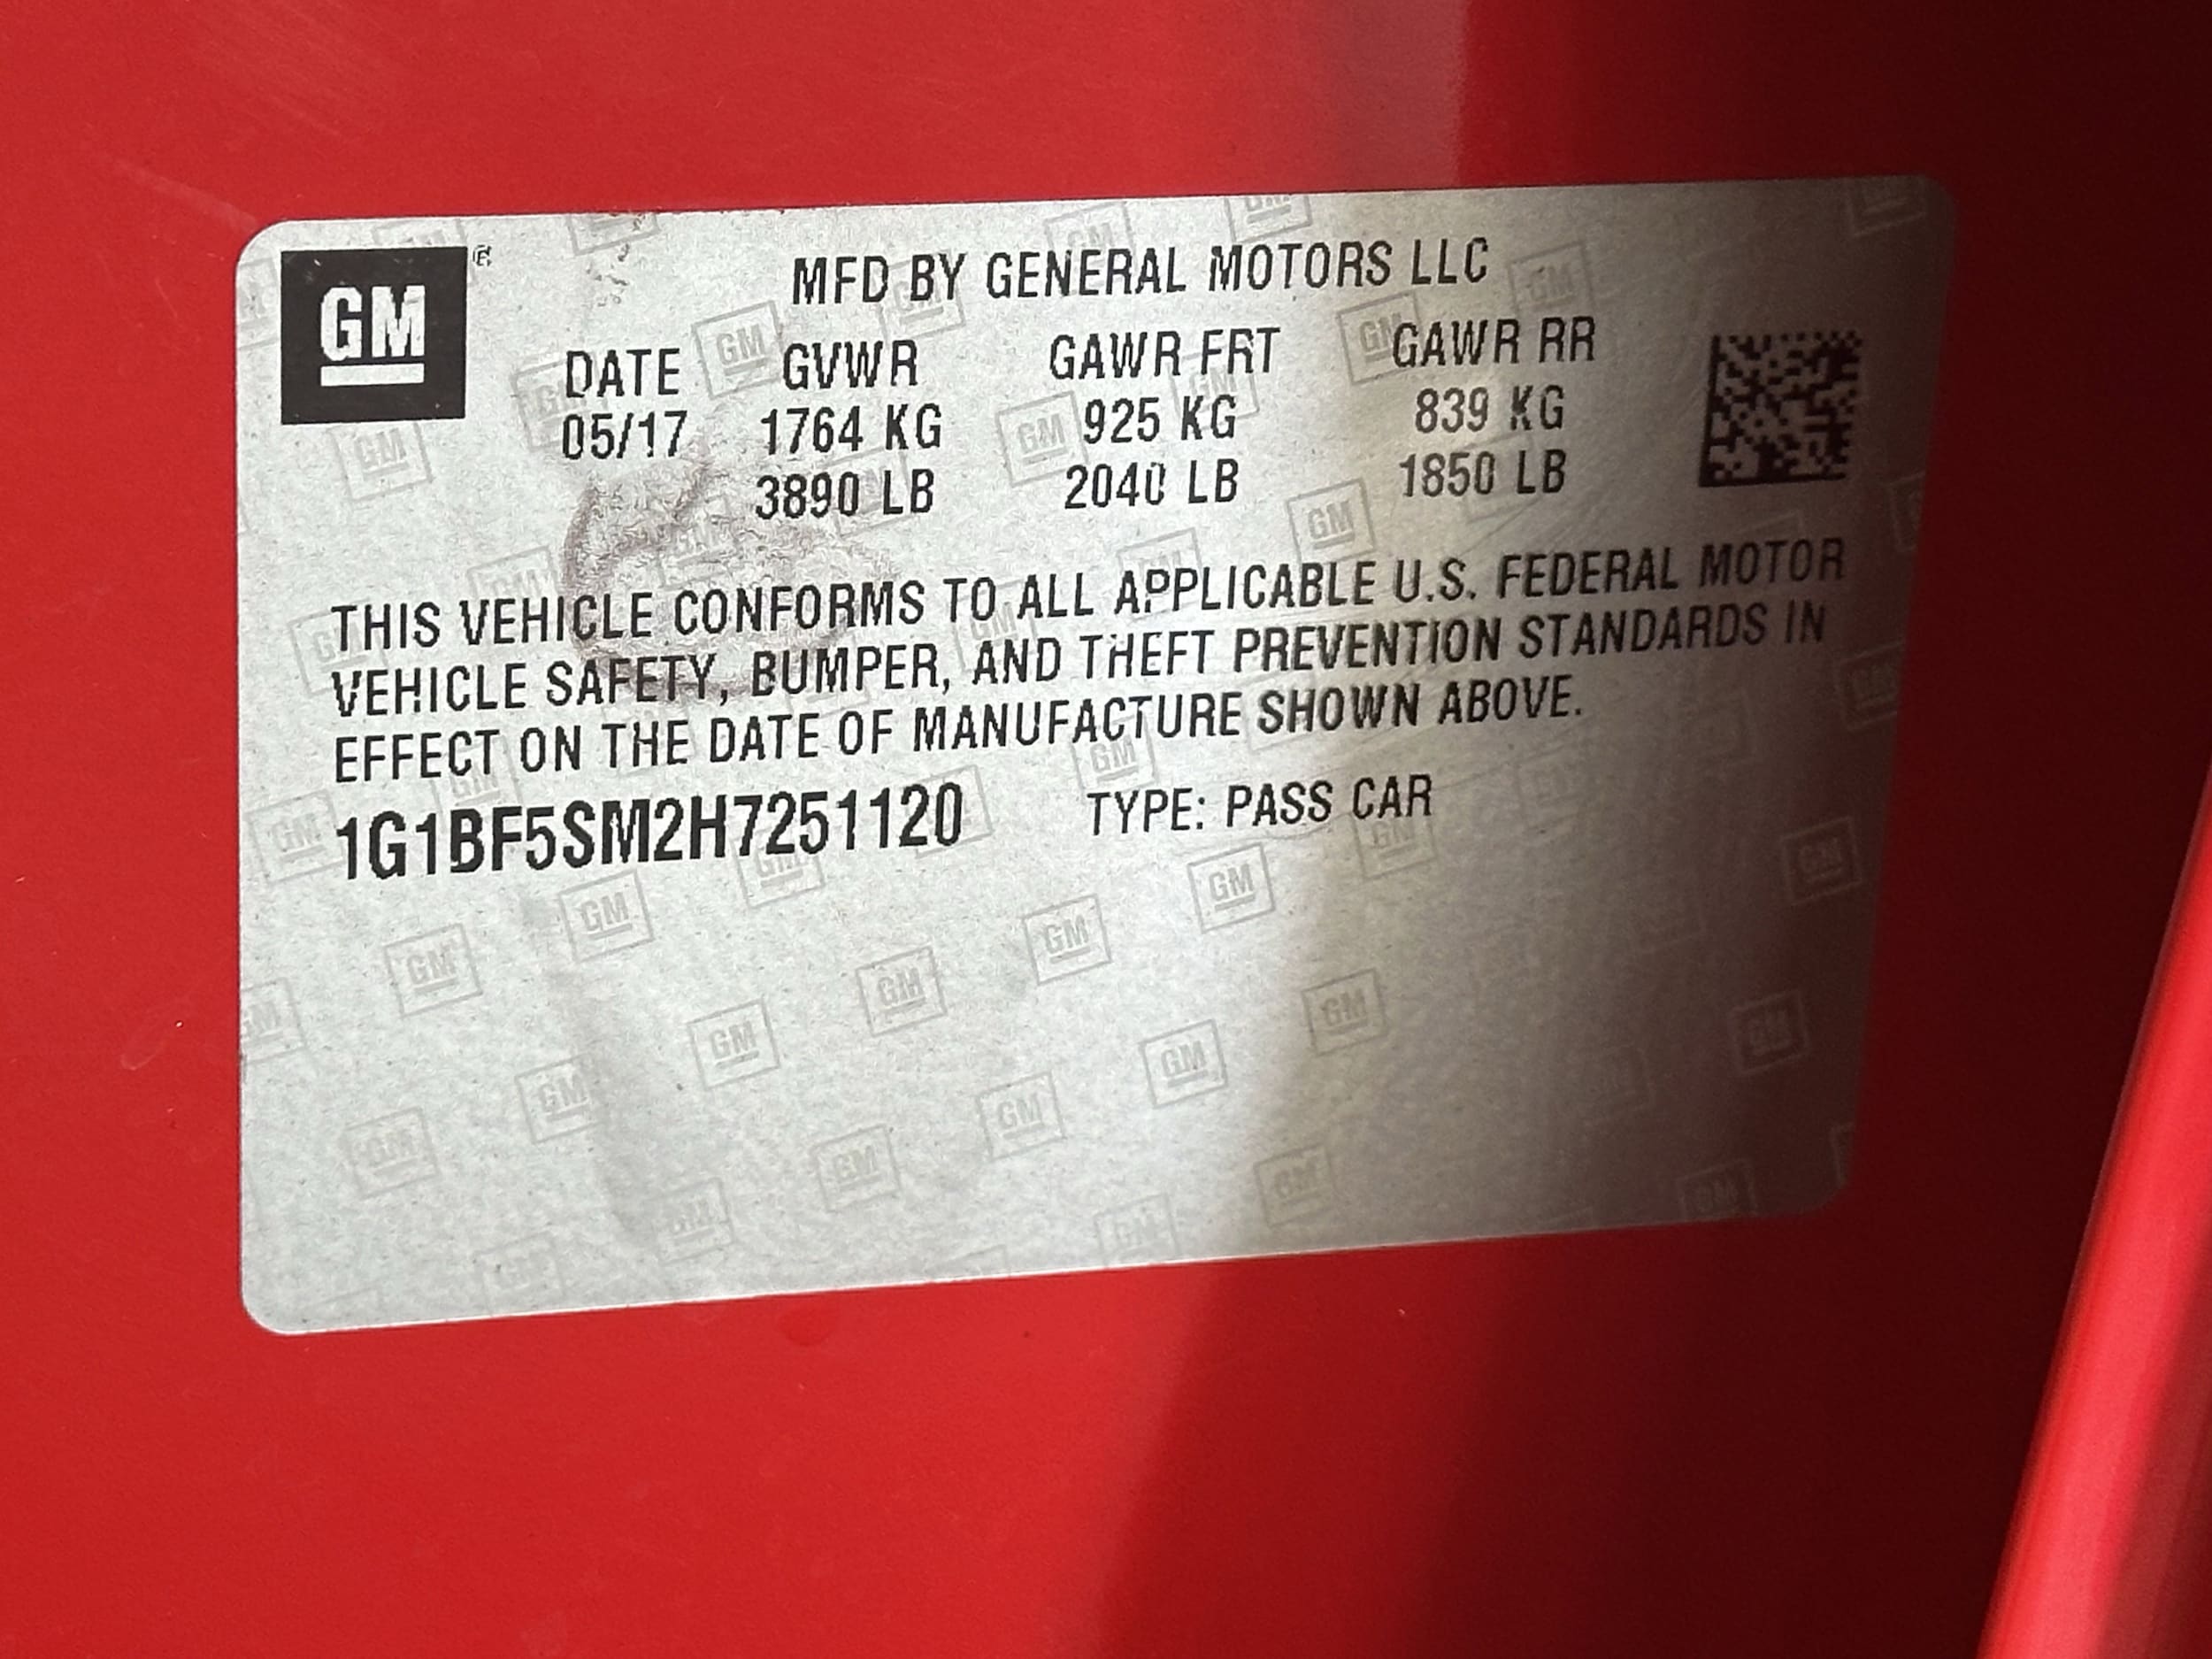 GM
MFD BY GENERAL MOTORS LLC
DATE GVWR GAWR FRT GAWR RR
05/17 1764 KG 925 KG 839 KG
3890 LB 2040 LB 1850 LB
THIS VEHICLE CONFORMS TO ALL APPLICABLE U.S. FEDERAL MOTOR
VEHICLE SAFETY, BUMPER, AND THEFT PREVENTION STANDARDS IN
EFFECT ON THE DATE OF MANUFACTURE SHOWN ABOVE.
1G1BF5SM2H7251120 TYPE: PASS CAR